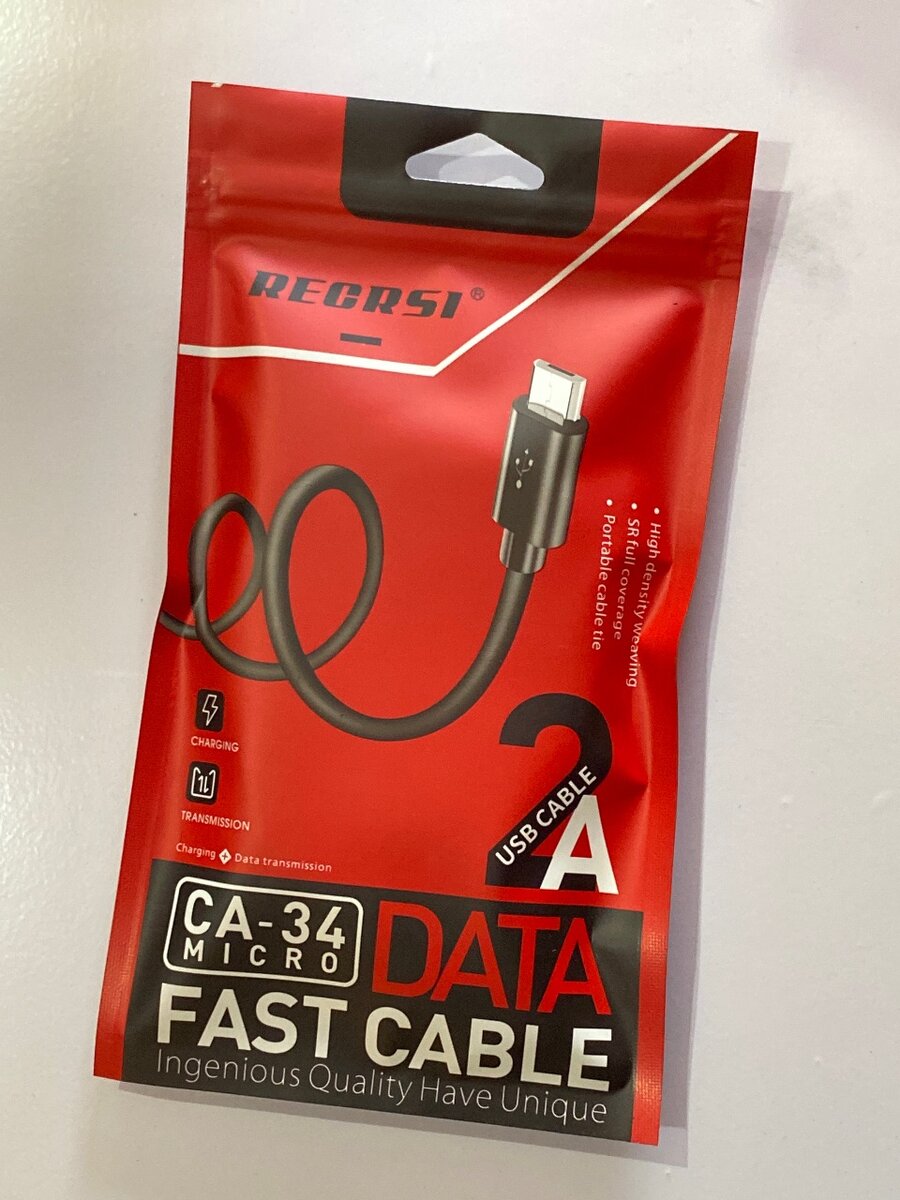 RECRSI®
• High density weaving
• SR full coverage
• Portable cable tie
CHARGING
TRANSMISSION
Charging + Data transmission
2A
USB CABLE
CA-34
MICRO
DATA
FAST CABLE
Ingenious Quality Have Unique